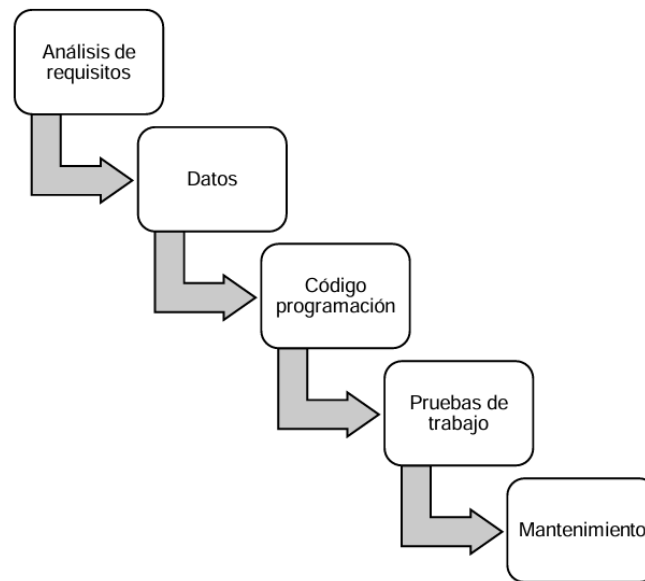 Análisis de
requisitos
Datos
Código
programación
Pruebas de
trabajo
Mantenimiento